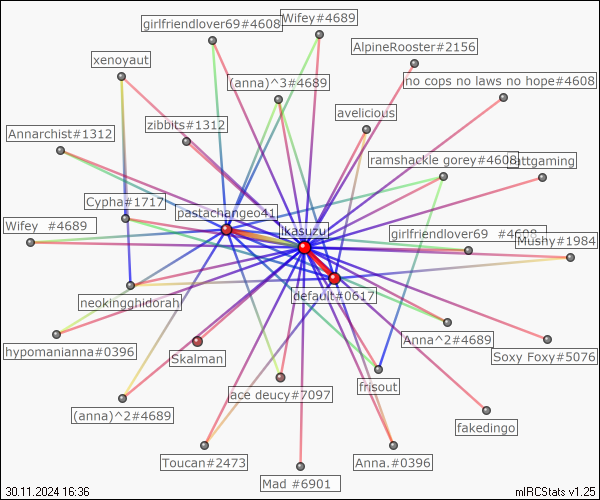 girlfriendlover69#4608
Wifey#4689
AlpineRooster#2156
xenoyaut
(anna)^3#4689
no cops no laws no hope#4608
avelicious
zibbits#1312
Annarchist#1312
ramshackle gorey#4608
attgaming
Cypha#1717
pastachangeo41
likasuzu
Wifey  #4689
girlfriendlover69  #4608
Mushy#1984
neokingghidorah
default#0617
hypomanianna#0396
Skalman
Anna^2#4689
Soxy Foxy#5076
frisout
ace deucy#7097
(anna)^2#4689
fakedingo
Toucan#2473
Anna.#0396
Mad #6901
30.11.2024 16:36
mIRCStats v1.25